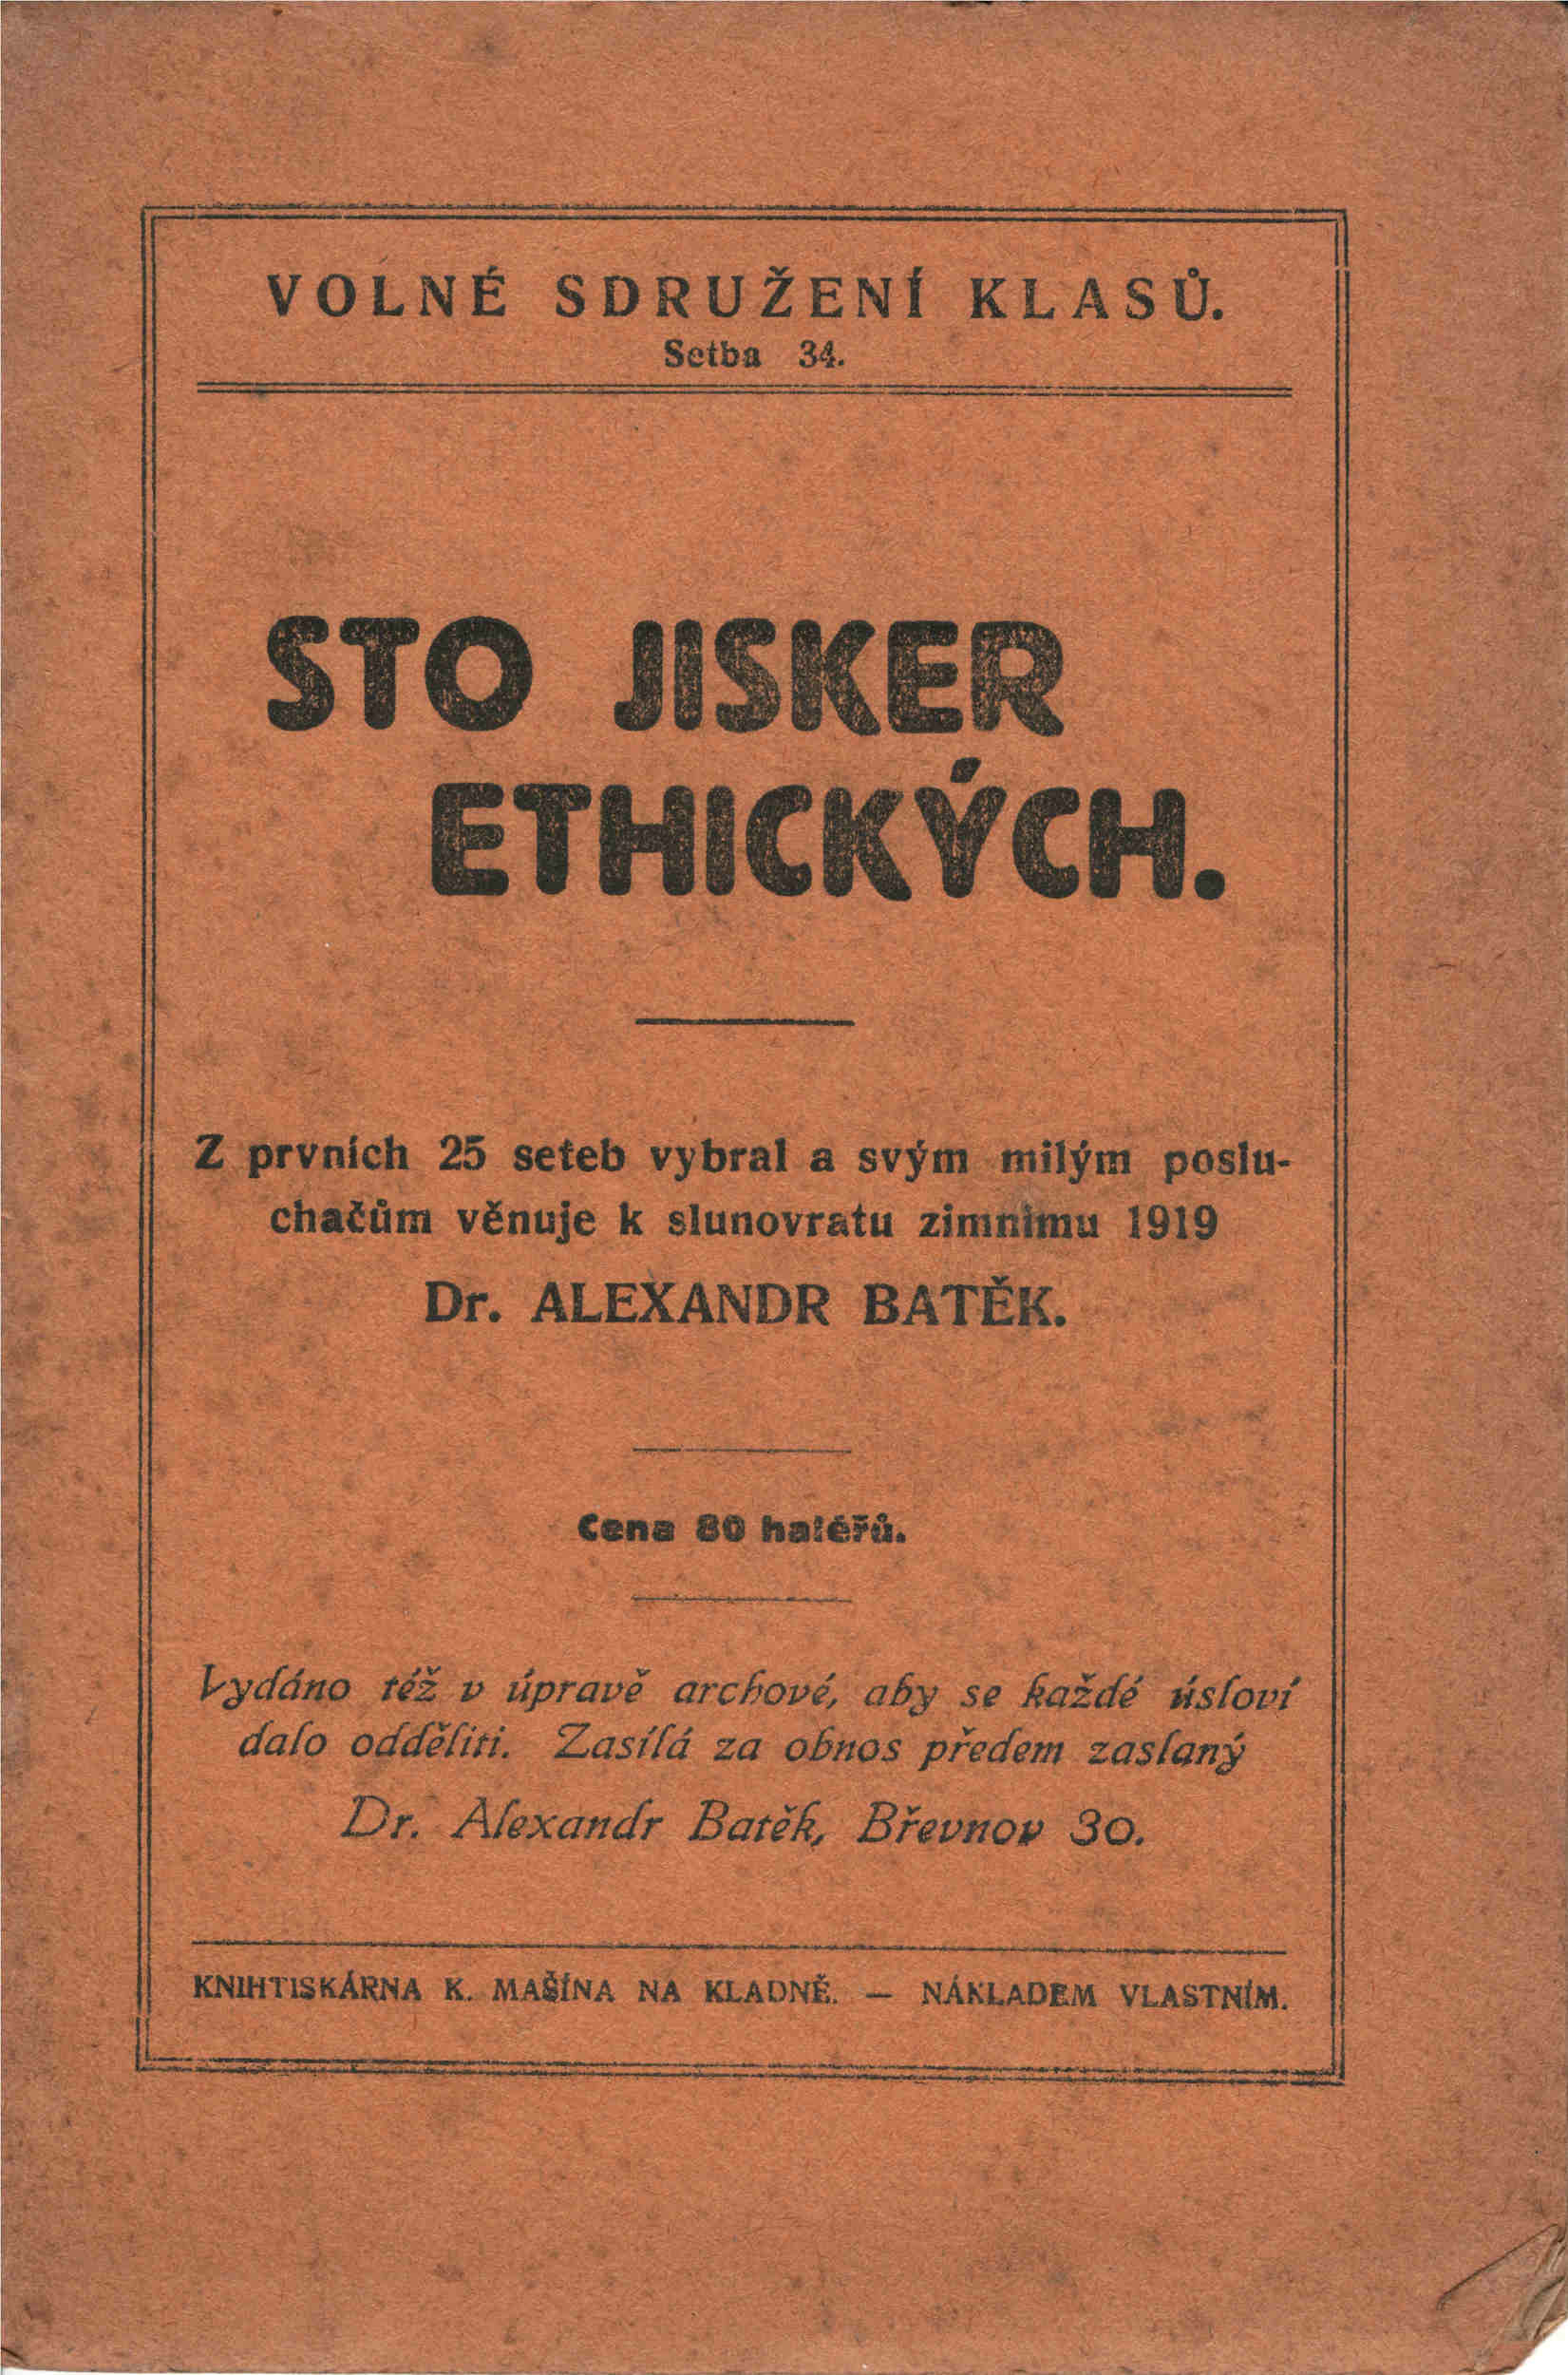 VOLNÉ SDRUŽENÍ KLASŮ.
Setba 34.
STO JISKER
ETHICKÝCH.
Z prvních 25 seteb vybral a svým milým poslu-
chačům věnuje k slunovratu zimnímu 1919
Dr. ALEXANDR BATĚK.
Cena 80 haléřů.
Vydáno též v úpravě archové, aby se každé úsloví
dalo odděliti. Zasílá za obnos předem zaslaný
Dr. Alexandr Batěk, Břevnov 30.
KNIHTISKÁRNA K. MAŠÍNA NA KLADNĚ. — NÁKLADEM VLASTNÍM.